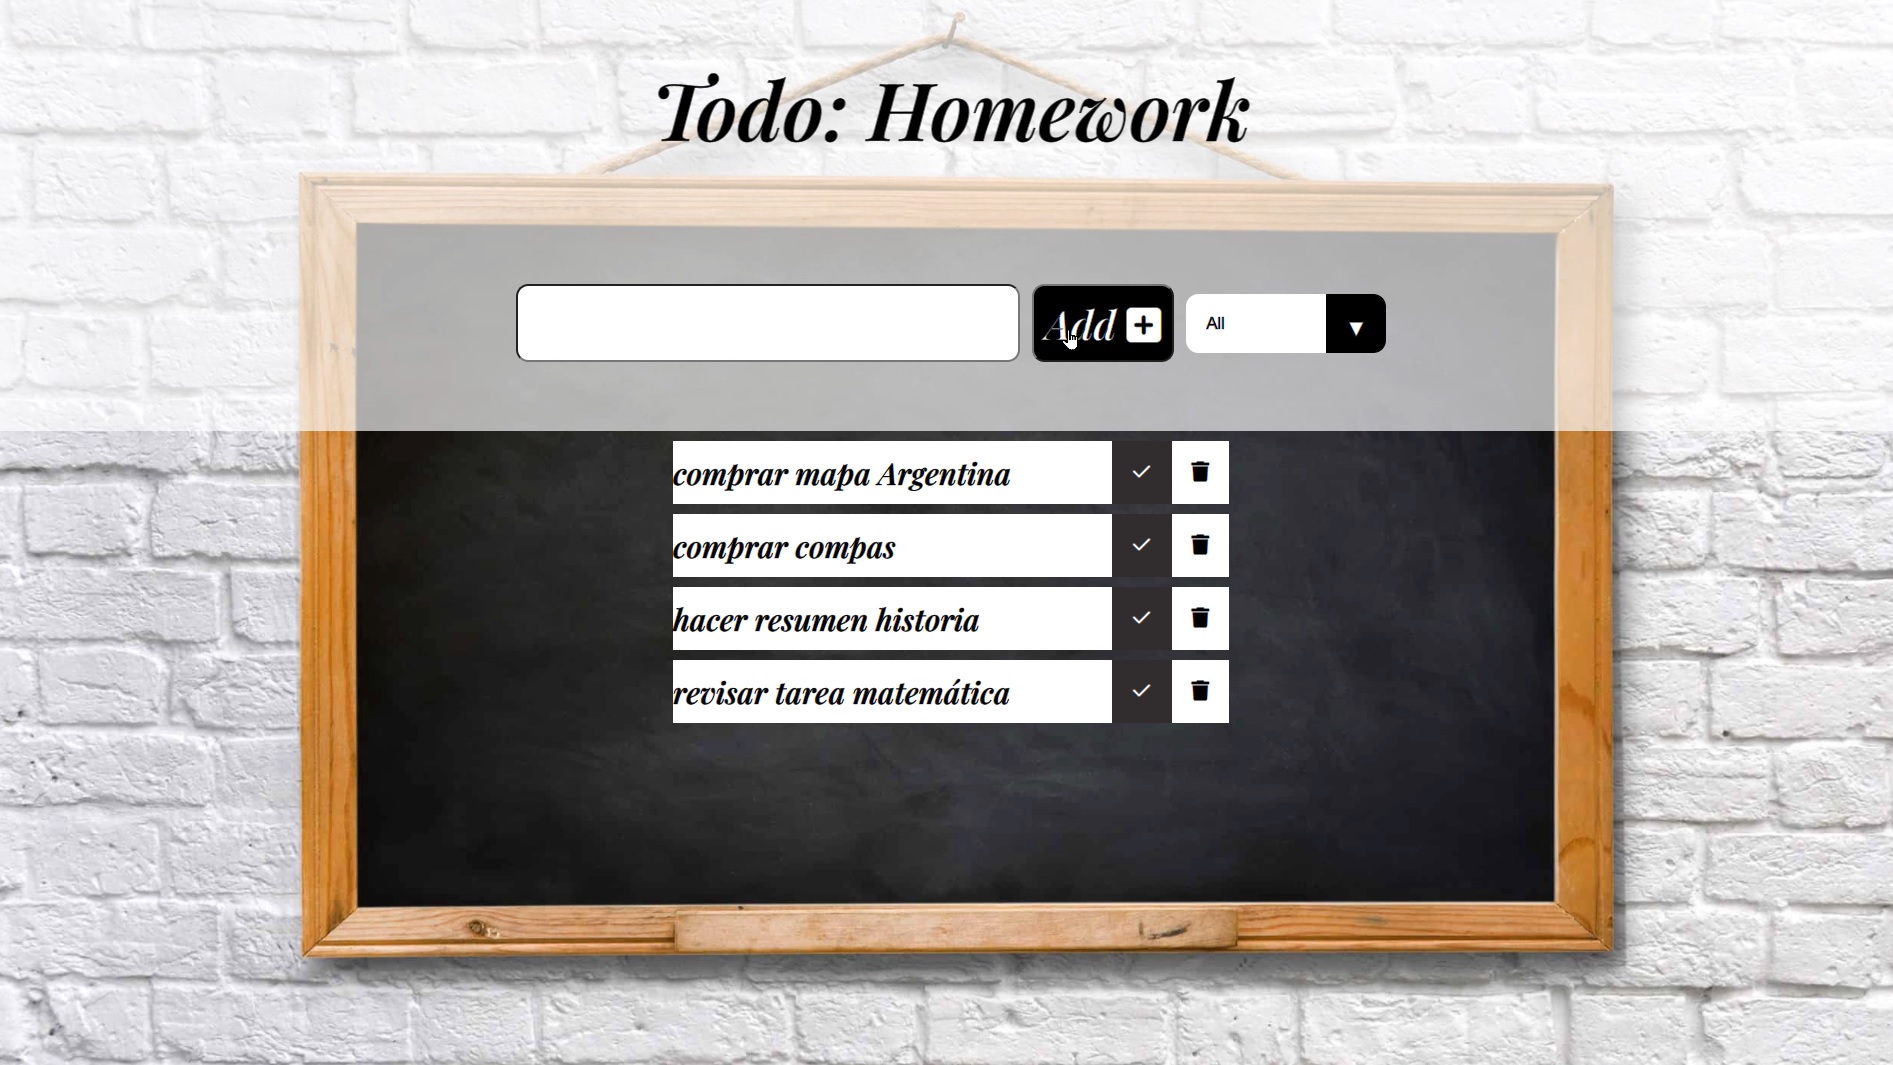 Todo: Homework
Add
All
comprar mapa Argentina
comprar compas
hacer resumen historia
revisar tarea matemática